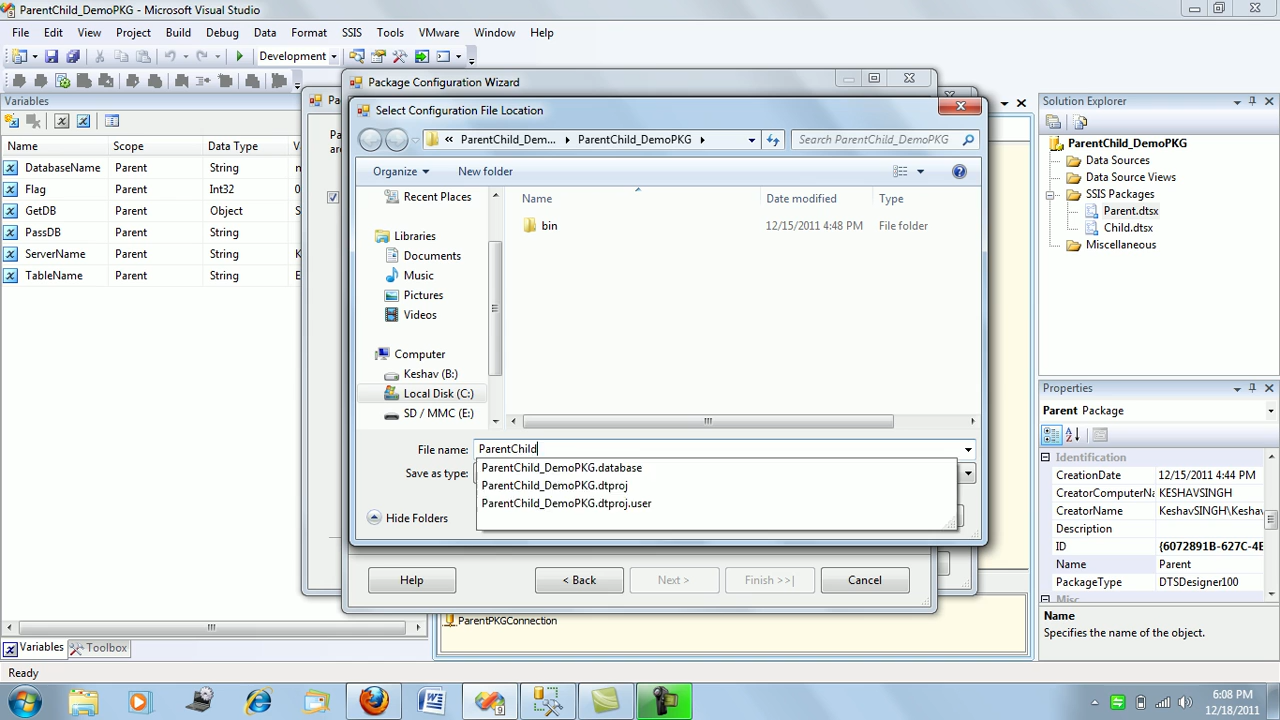 ParentChild_DemoPKG - Microsoft Visual Studio
File Edit View Project Build Debug Data Format SSIS Tools VMware Window Help
Development
Variables
Name Scope Data Type
DatabaseName Parent String
Flag Parent Int32 0
GetDB Parent Object
PassDB Parent String
ServerName Parent String
TableName Parent String
Variables Toolbox
Package Configuration Wizard
Select Configuration File Location
« ParentChild_Dem... ParentChild_DemoPKG
Search ParentChild_DemoPKG
Organize New folder
Recent Places
Libraries
Documents
Music
Pictures
Videos
Computer
Keshav (B:)
Local Disk (C:)
SD / MMC (E:)
Name Date modified Type
bin 12/15/2011 4:48 PM File folder
File name: ParentChild
Save as type:
ParentChild_DemoPKG.database
ParentChild_DemoPKG.dtproj
ParentChild_DemoPKG.dtproj.user
Hide Folders
Help < Back Next > Finish >>| Cancel
ParentPKGConnection
Solution Explorer
ParentChild_DemoPKG
Data Sources
Data Source Views
SSIS Packages
Parent.dtsx
Child.dtsx
Miscellaneous
Properties
Parent Package
Identification
CreationDate 12/15/2011 4:44 PM
CreatorComputerNa KESHAVSINGH
CreatorName KeshavSINGH\Keshav
Description
ID {6072891B-627C-4E
Name Parent
PackageType DTSDesigner100
Misc
Name
Specifies the name of the object.
Ready
6:08 PM
12/18/2011